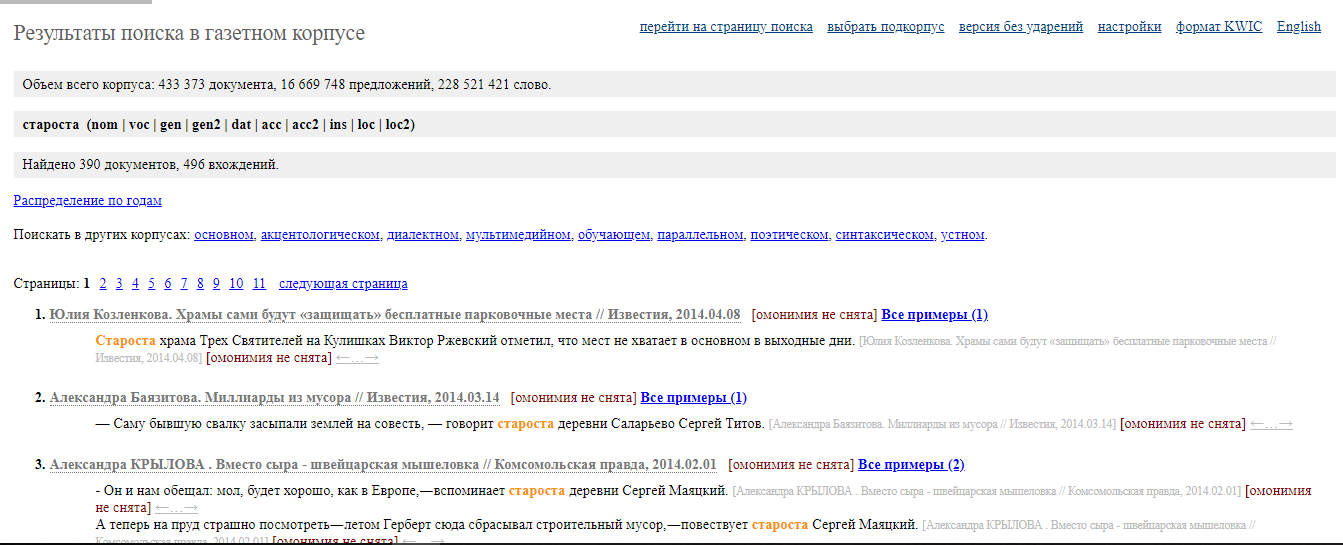 Результаты поиска в газетном корпусе
перейти на страницу поиска выбрать подкорпус версия без ударений настройки формат KWIC English
Объем всего корпуса: 433 373 документа, 16 669 748 предложений, 228 521 421 слово.
староста (nom | voc | gen | gen2 | dat | acc | acc2 | ins | loc | loc2)
Найдено 390 документов, 496 вхождений.
Распределение по годам
Поискать в других корпусах: основном, акцентологическом, диалектном, мультимедийном, обучающем, параллельном, поэтическом, синтаксическом, устном.
Страницы: 1 2 3 4 5 6 7 8 9 10 11 следующая страница
1. Юлия Козленкова. Храмы сами будут «защищать» бесплатные парковочные места // Известия, 2014.04.08 [омонимия не снята] Все примеры (1)
Староста храма Трех Святителей на Кулишках Виктор Ржевский отметил, что мест не хватает в основном в выходные дни. [Юлия Козленкова. Храмы сами будут «защищать» бесплатные парковочные места //
Известия, 2014.04.08] [омонимия не снята] ←…→
2. Александра Баязитова. Миллиарды из мусора // Известия, 2014.03.14 [омонимия не снята] Все примеры (1)
— Саму бывшую свалку засыпали землей на совесть, — говорит староста деревни Саларьево Сергей Титов. [Александра Баязитова. Миллиарды из мусора // Известия, 2014.03.14] [омонимия не снята] ←…→
3. Александра КРЫЛОВА . Вместо сыра - швейцарская мышеловка // Комсомольская правда, 2014.02.01 [омонимия не снята] Все примеры (2)
- Он и нам обещал: мол, будет хорошо, как в Европе,―вспоминает староста деревни Сергей Маяцкий. [Александра КРЫЛОВА . Вместо сыра - швейцарская мышеловка // Комсомольская правда, 2014.02.01] [омонимия
не снята] ←…→
А теперь на пруд страшно посмотреть―летом Герберт сюда сбрасывал строительный мусор,―повествует староста Сергей Маяцкий. [Александра КРЫЛОВА . Вместо сыра - швейцарская мышеловка //
Комсомольская правда, 2014.02.01] [омонимия не снята] ←…→